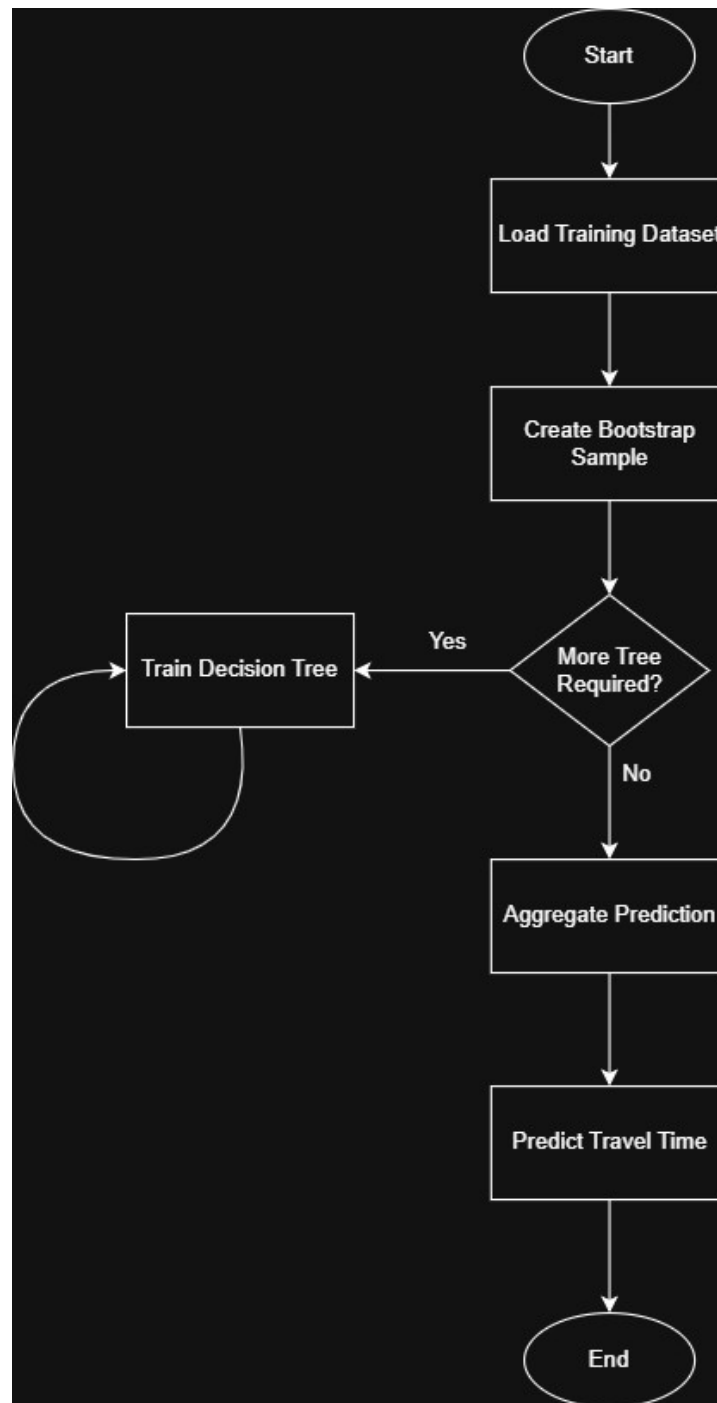 Start
Load Training Dataset
Create Bootstrap
Sample
Yes
Train Decision Tree
More Tree
Required?
No
Aggregate Prediction
Predict Travel Time
End